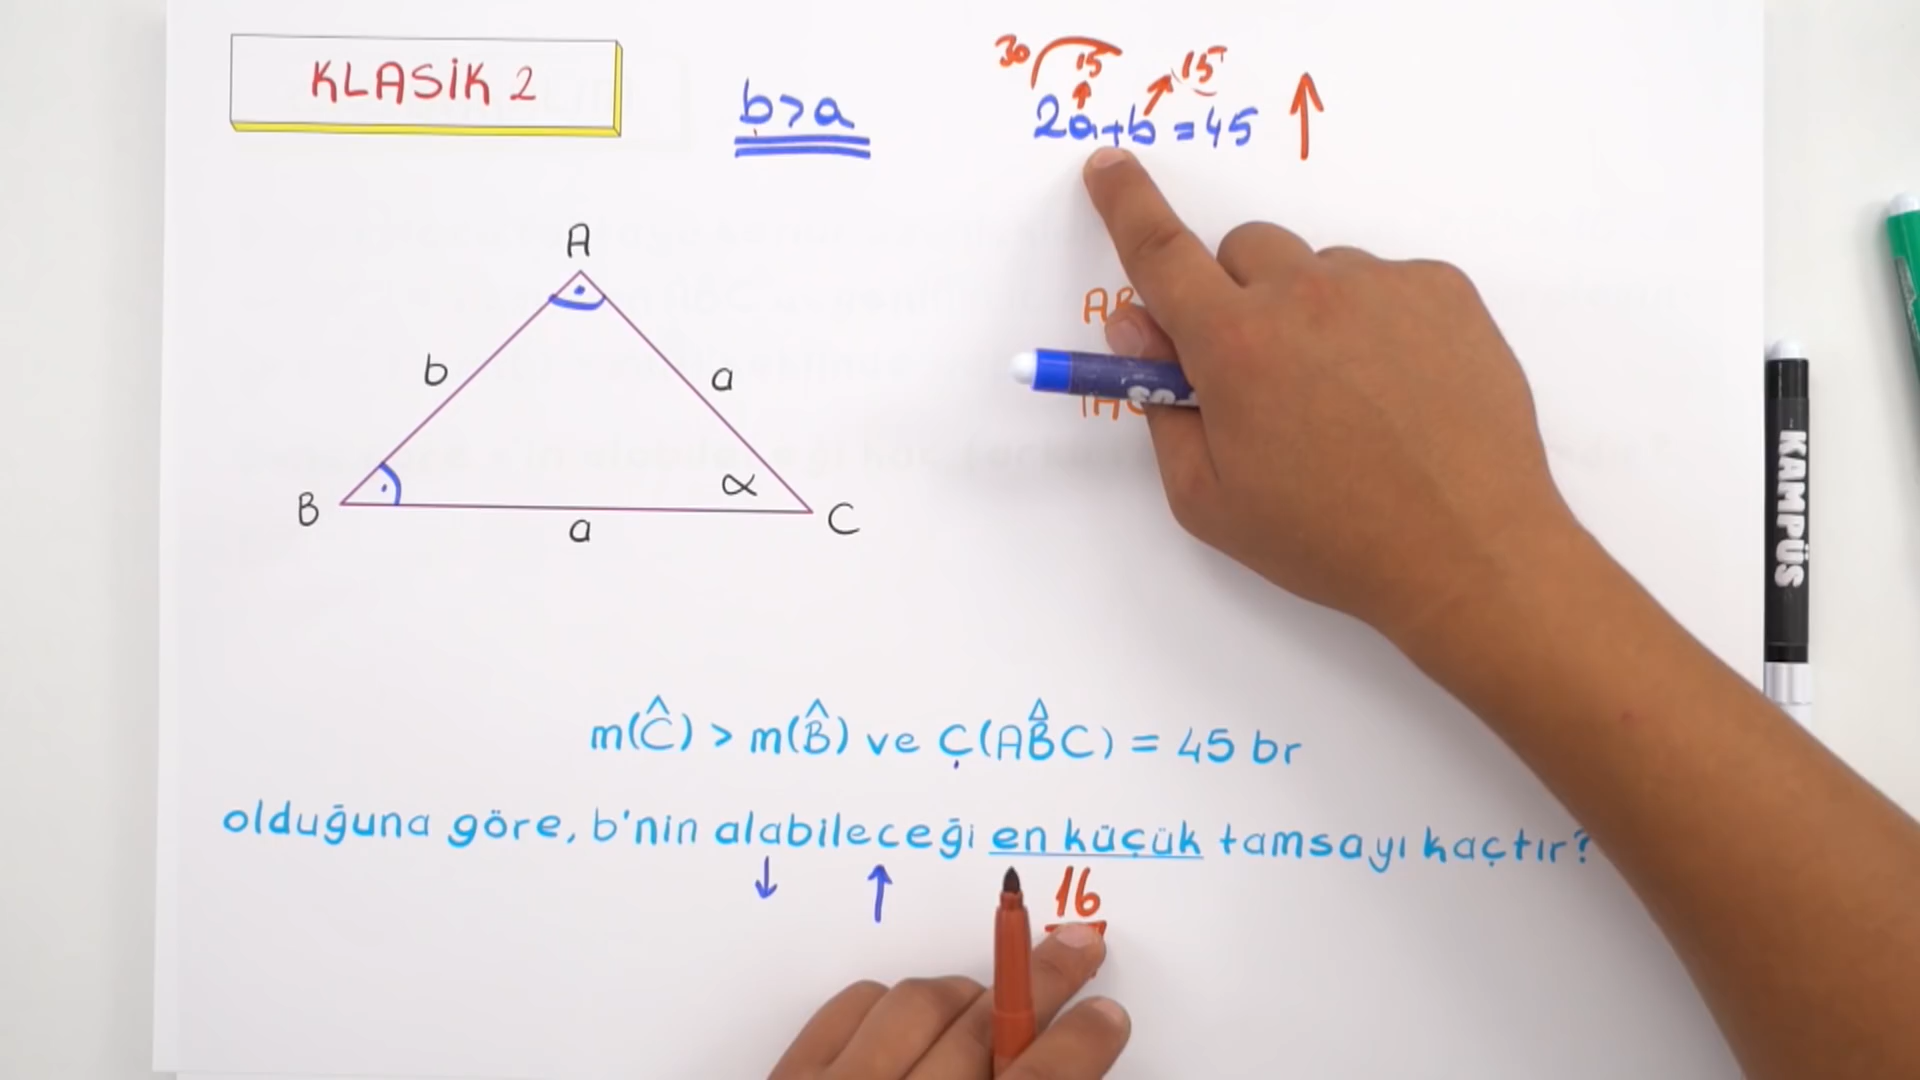 KLASİK 2
b>a
30 15 15
2a+b=45
A
b
a
B
α
C
a
KAMPÜS
m(Ĉ) > m(B̂) ve Ç(ABC) = 45 br
olduğuna göre, b'nin alabileceği en küçük tamsayı kaçtır?
16